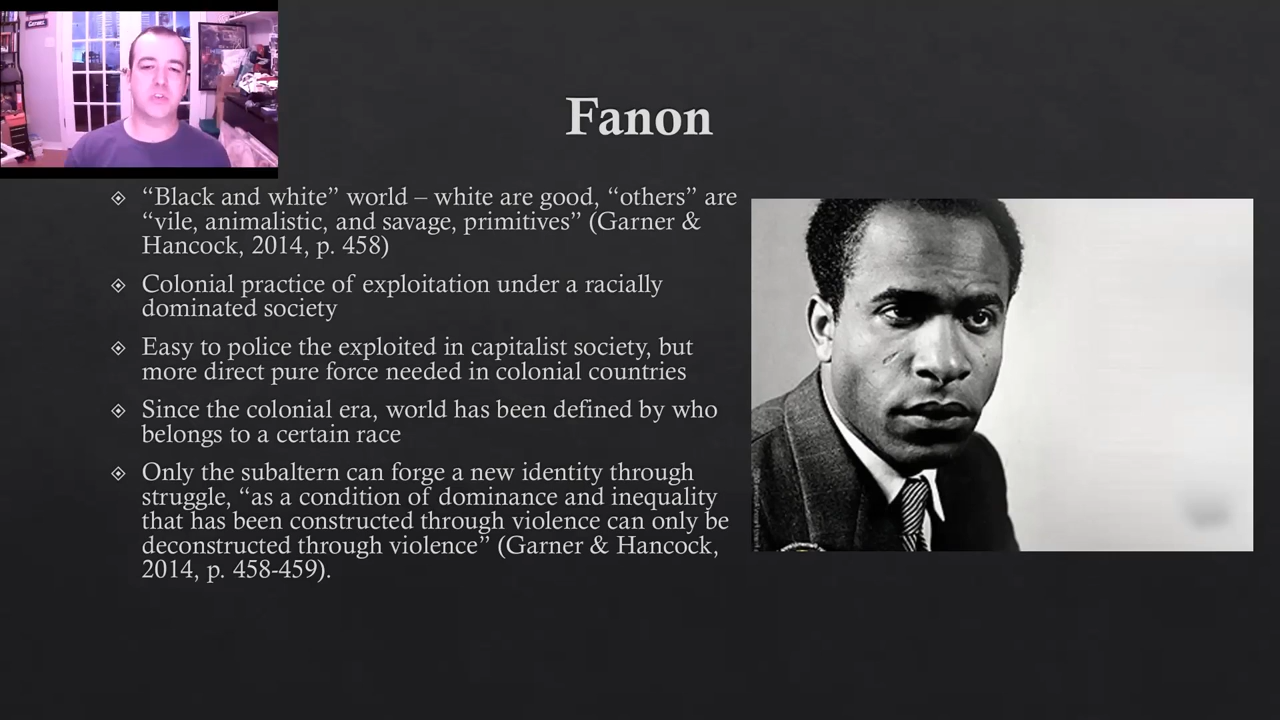 Fanon
“Black and white” world – white are good, “others” are
“vile, animalistic, and savage, primitives” (Garner &
Hancock, 2014, p. 458)
Colonial practice of exploitation under a racially
dominated society
Easy to police the exploited in capitalist society, but
more direct pure force needed in colonial countries
Since the colonial era, world has been defined by who
belongs to a certain race
Only the subaltern can forge a new identity through
struggle, “as a condition of dominance and inequality
that has been constructed through violence can only be
deconstructed through violence” (Garner & Hancock,
2014, p. 458-459).